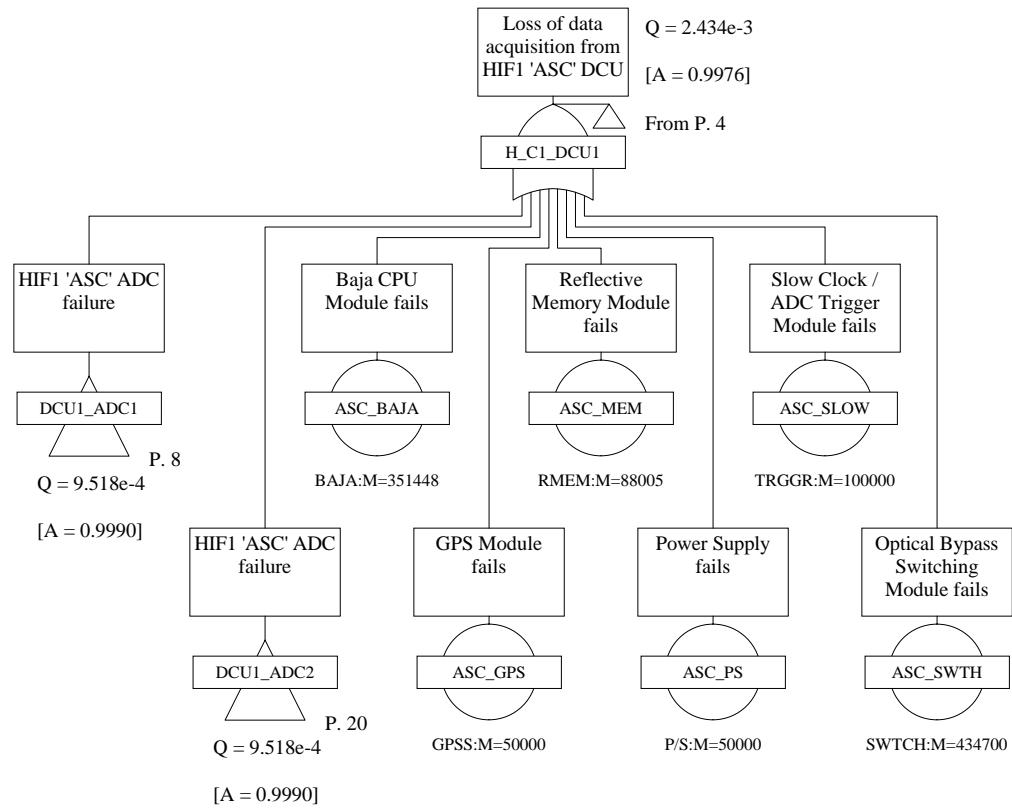 Loss of data
acquisition from
HIF1 'ASC' DCU
Q = 2.434e-3
[A = 0.9976]
From P. 4
H_C1_DCU1
HIF1 'ASC' ADC
failure
DCU1_ADC1
P. 8
Q = 9.518e-4
[A = 0.9990]
Baja CPU
Module fails
ASC_BAJA
BAJA:M=351448
Reflective
Memory Module
fails
ASC_MEM
RMEM:M=88005
Slow Clock /
ADC Trigger
Module fails
ASC_SLOW
TRGGR:M=100000
HIF1 'ASC' ADC
failure
DCU1_ADC2
P. 20
Q = 9.518e-4
[A = 0.9990]
GPS Module
fails
ASC_GPS
GPSS:M=50000
Power Supply
fails
ASC_PS
P/S:M=50000
Optical Bypass
Switching
Module fails
ASC_SWTH
SWTCH:M=434700